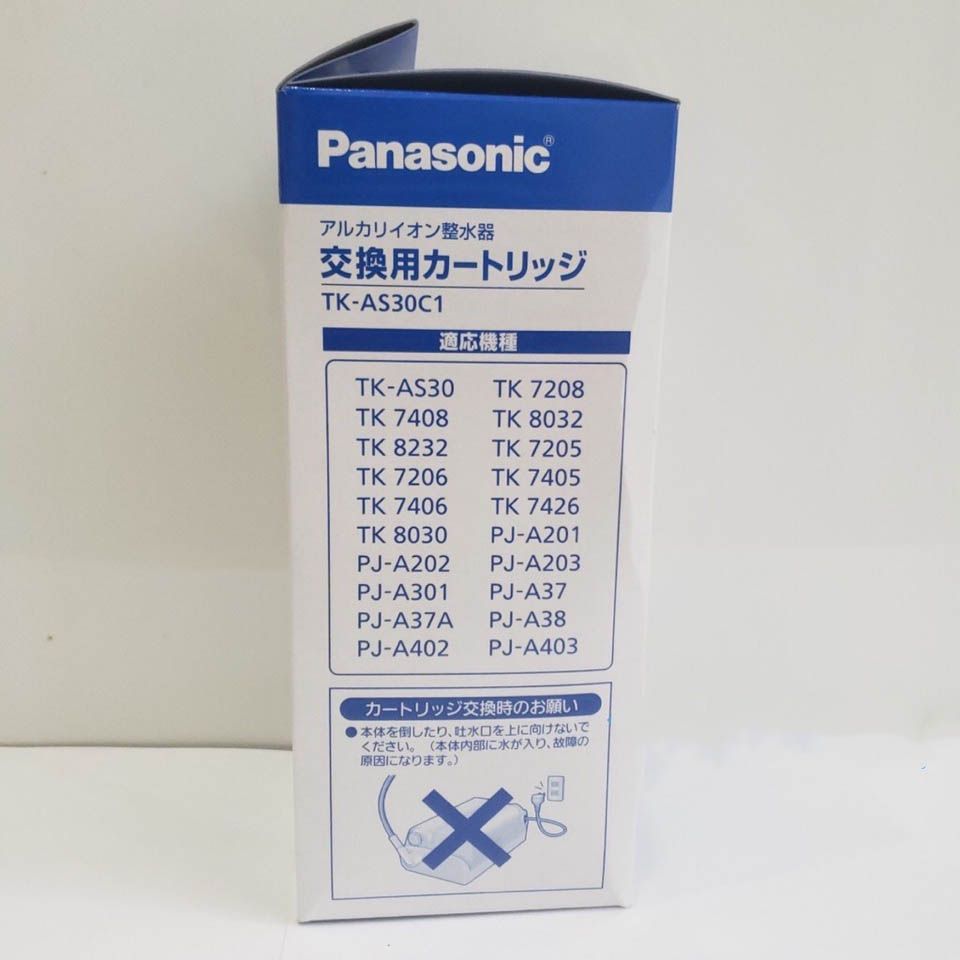 Panasonic®
アルカリイオン整水器
交換用カートリッジ
TK-AS30C1
適応機種
TK-AS30 TK 7208
TK 7408 TK 8032
TK 8232 TK 7205
TK 7206 TK 7405
TK 7406 TK 7426
TK 8030 PJ-A201
PJ-A202 PJ-A203
PJ-A301 PJ-A37
PJ-A37A PJ-A38
PJ-A402 PJ-A403
カートリッジ交換時のお願い
●本体を倒したり、吐水口を上に向けないで
ください。（本体内部に水が入り、故障の
原因になります。）